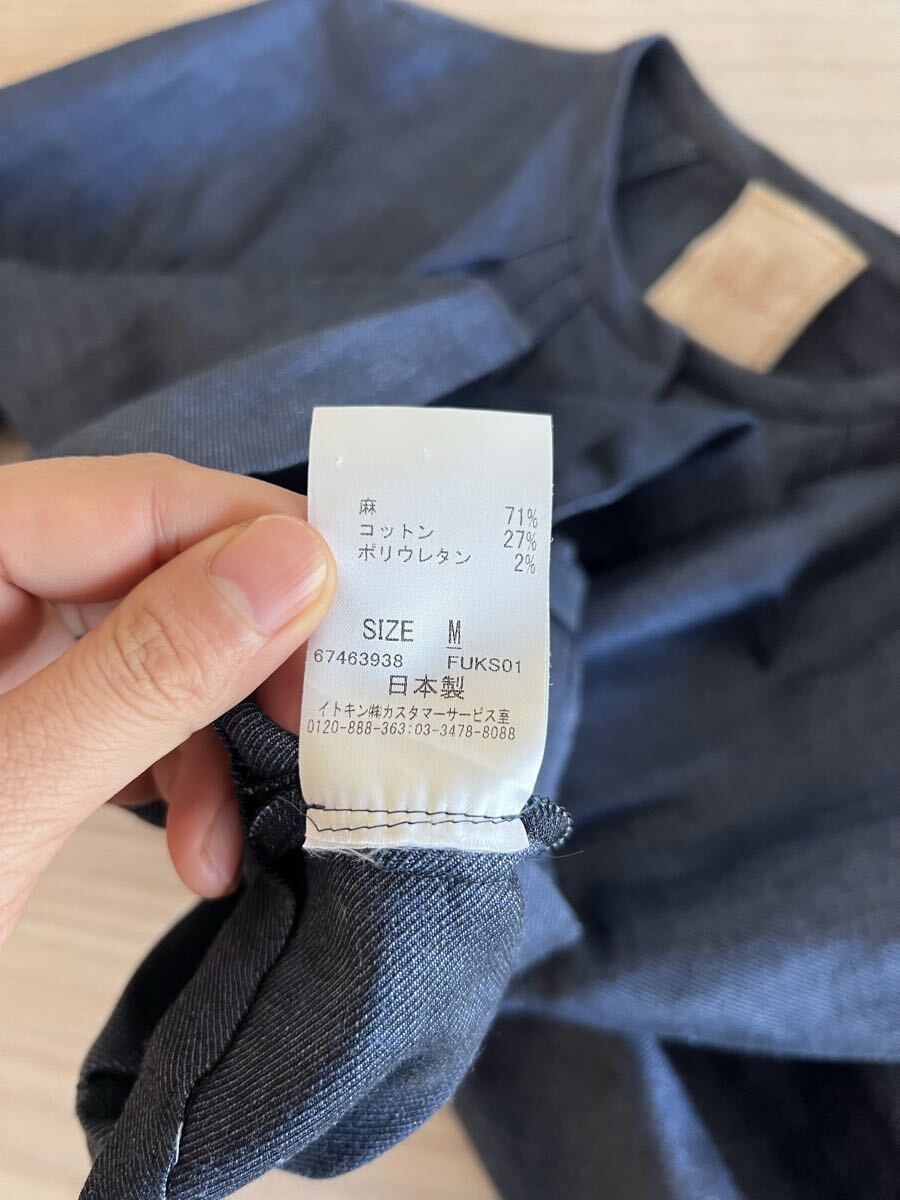 麻 71%
コットン 27%
ポリウレタン 2%
SIZE M
67463938 FUKS01
日本製
イトキン㈱カスタマーサービス室
0120-888-363:03-3478-8088